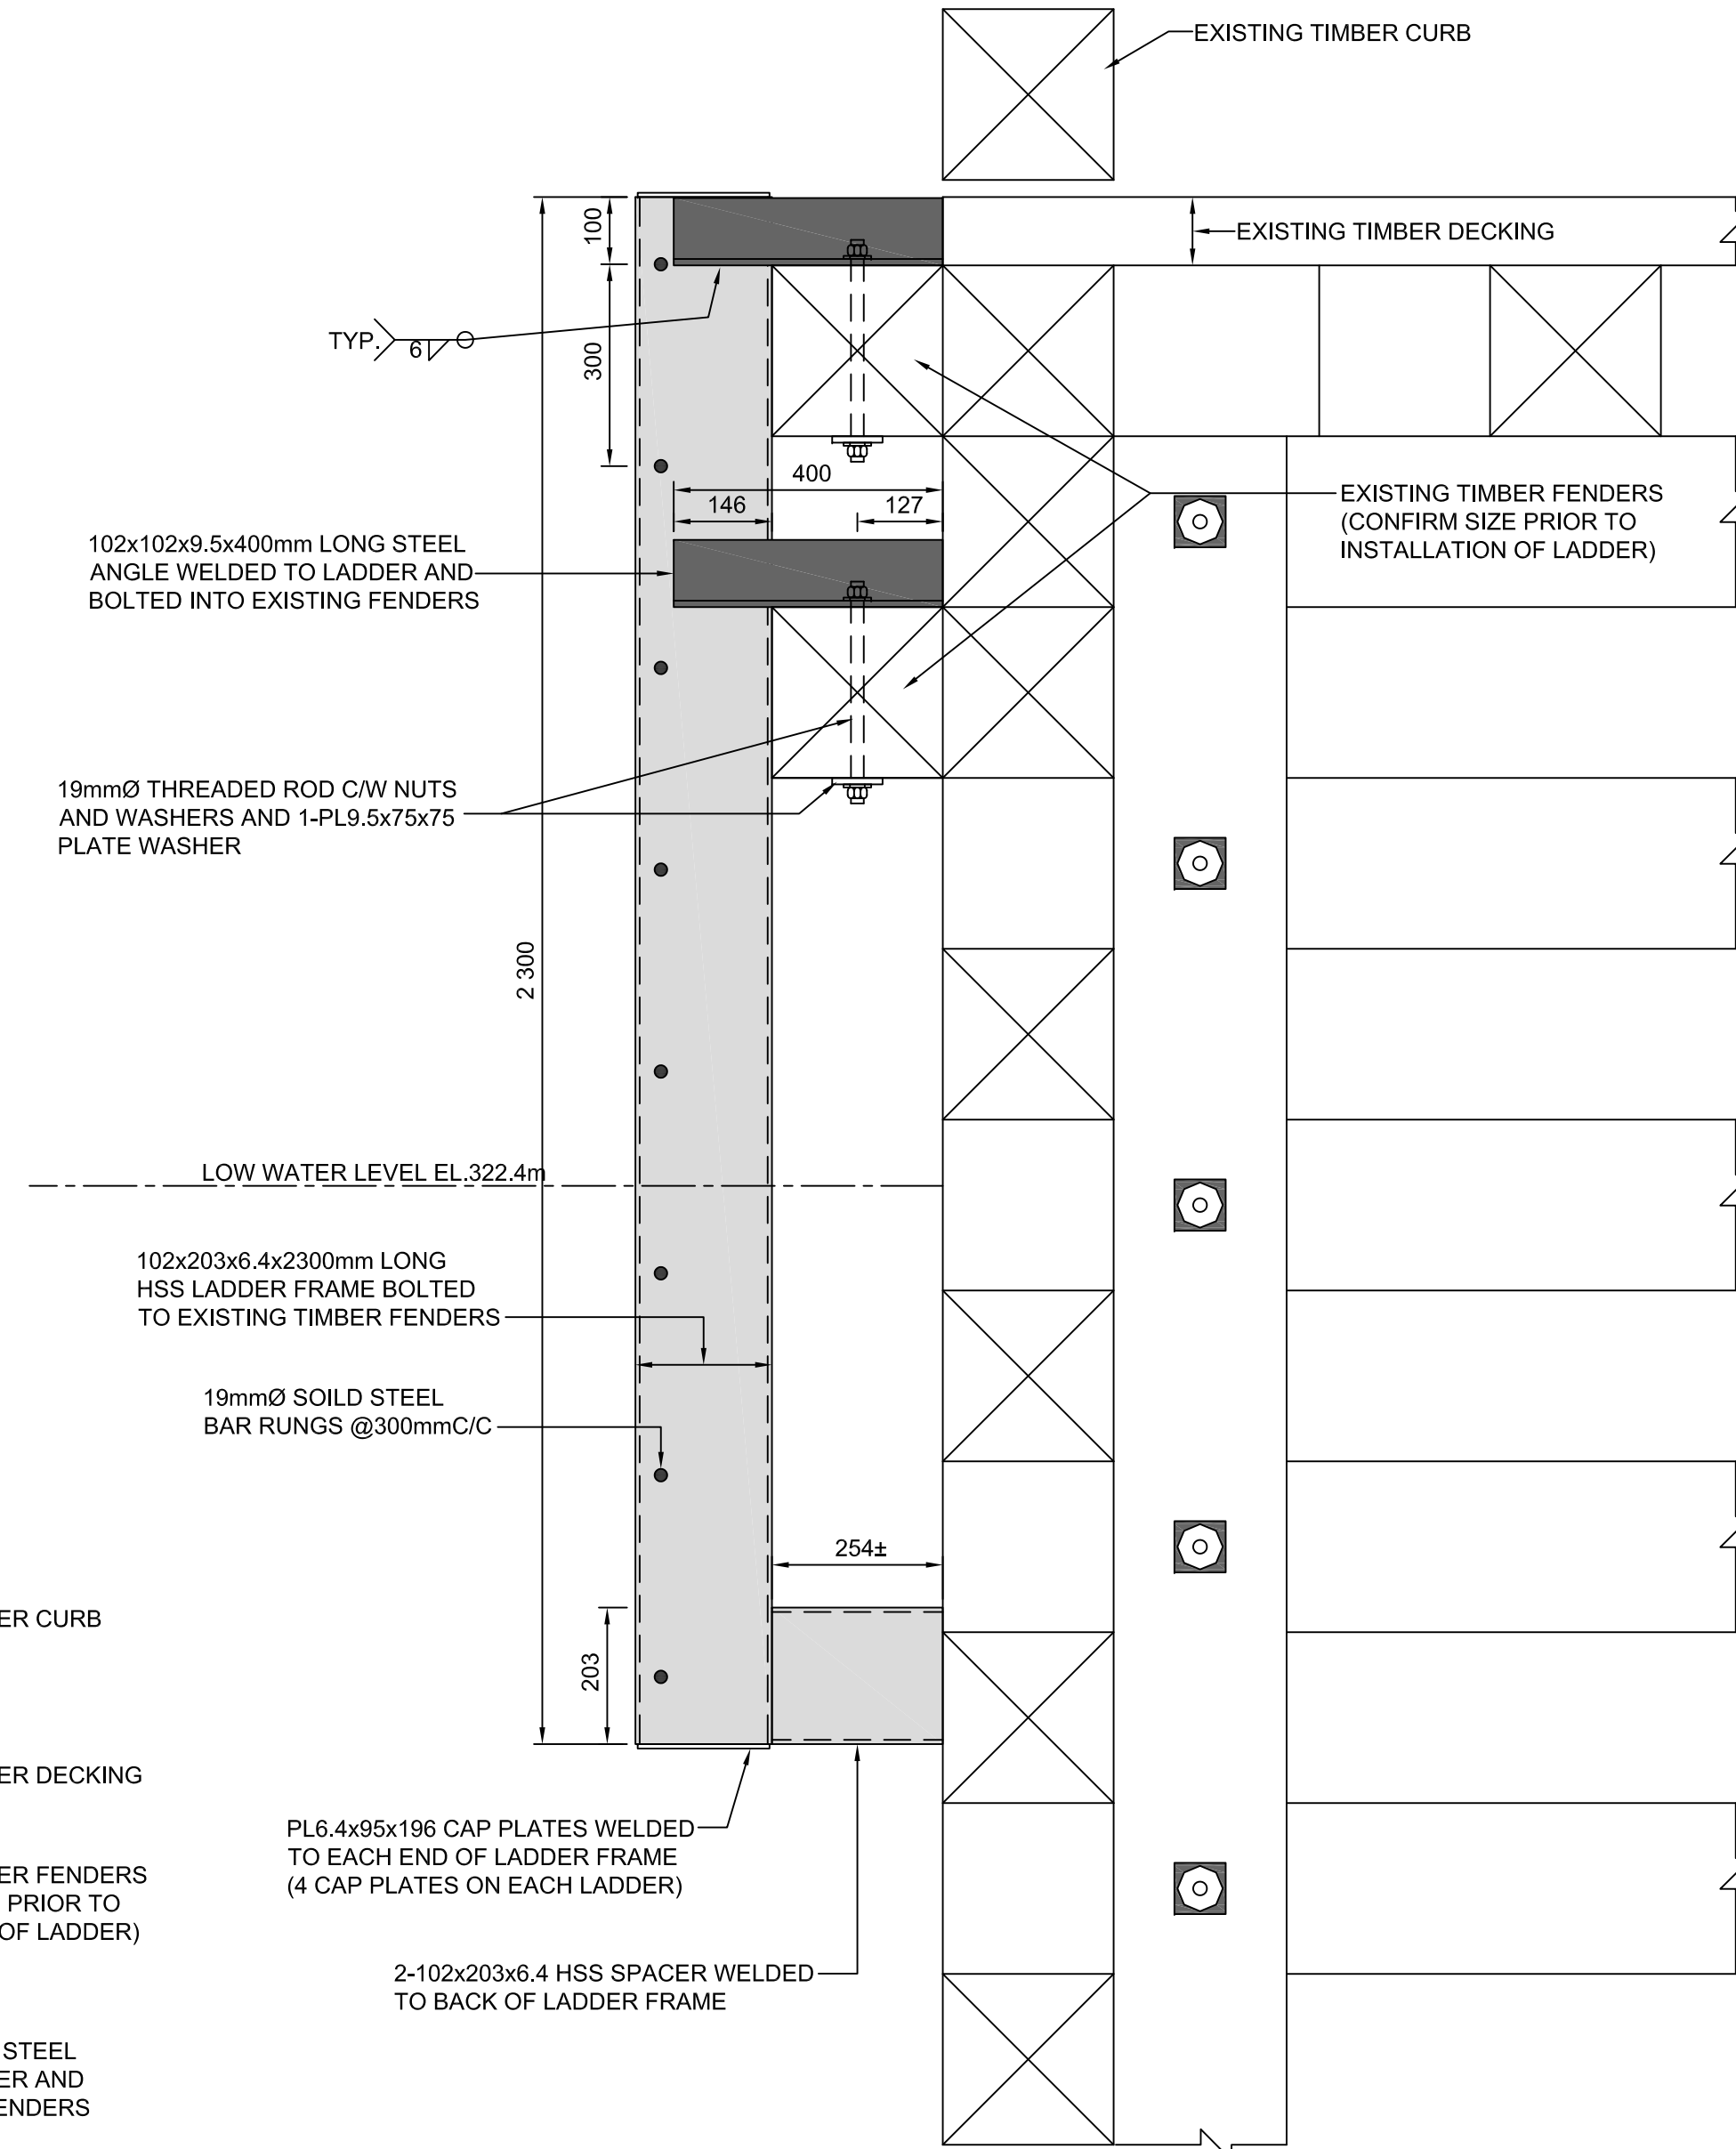 EXISTING TIMBER CURB
EXISTING TIMBER DECKING
100
300
TYP.
6
400
146
127
EXISTING TIMBER FENDERS
(CONFIRM SIZE PRIOR TO
INSTALLATION OF LADDER)
102x102x9.5x400mm LONG STEEL
ANGLE WELDED TO LADDER AND
BOLTED INTO EXISTING FENDERS
19mmØ THREADED ROD C/W NUTS
AND WASHERS AND 1-PL9.5x75x75
PLATE WASHER
2 300
LOW WATER LEVEL EL.322.4m
102x203x6.4x2300mm LONG
HSS LADDER FRAME BOLTED
TO EXISTING TIMBER FENDERS
19mmØ SOILD STEEL
BAR RUNGS @300mmC/C
254±
203
ER CURB
ER DECKING
PL6.4x95x196 CAP PLATES WELDED
TO EACH END OF LADDER FRAME
(4 CAP PLATES ON EACH LADDER)
ER FENDERS
PRIOR TO
OF LADDER)
2-102x203x6.4 HSS SPACER WELDED
TO BACK OF LADDER FRAME
STEEL
ER AND
ENDERS